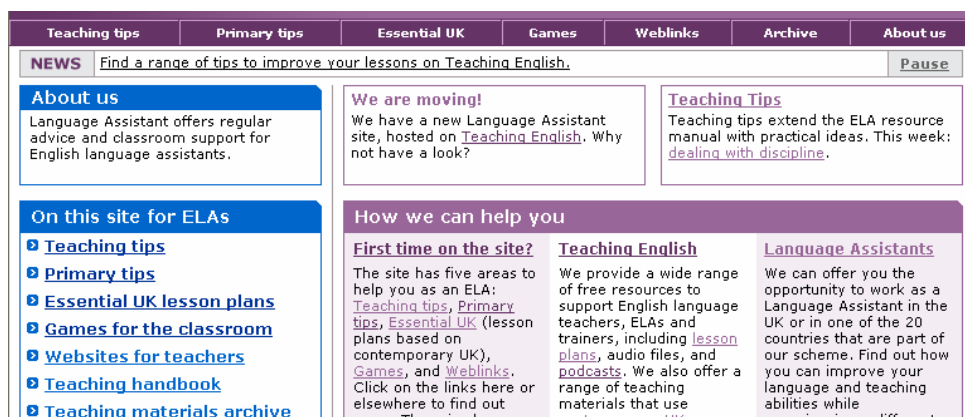 Teaching tips Primary tips Essential UK Games Weblinks Archive About us
NEWS Find a range of tips to improve your lessons on Teaching English. Pause
About us
Language Assistant offers regular
advice and classroom support for
English language assistants.
We are moving!
We have a new Language Assistant
site, hosted on Teaching English. Why
not have a look?
Teaching Tips
Teaching tips extend the ELA resource
manual with practical ideas. This week:
dealing with discipline.
On this site for ELAs
Teaching tips
Primary tips
Essential UK lesson plans
Games for the classroom
Websites for teachers
Teaching handbook
Teaching materials archive
How we can help you
First time on the site?
The site has five areas to
help you as an ELA:
Teaching tips, Primary
tips, Essential UK (lesson
plans based on
contemporary UK),
Games, and Weblinks.
Click on the links here or
elsewhere to find out
Teaching English
We provide a wide range
of free resources to
support English language
teachers, ELAs and
trainers, including lesson
plans, audio files, and
podcasts. We also offer a
range of teaching
materials that use
Language Assistants
We can offer you the
opportunity to work as a
Language Assistant in the
UK or in one of the 20
countries that are part of
our scheme. Find out how
you can improve your
language and teaching
abilities while